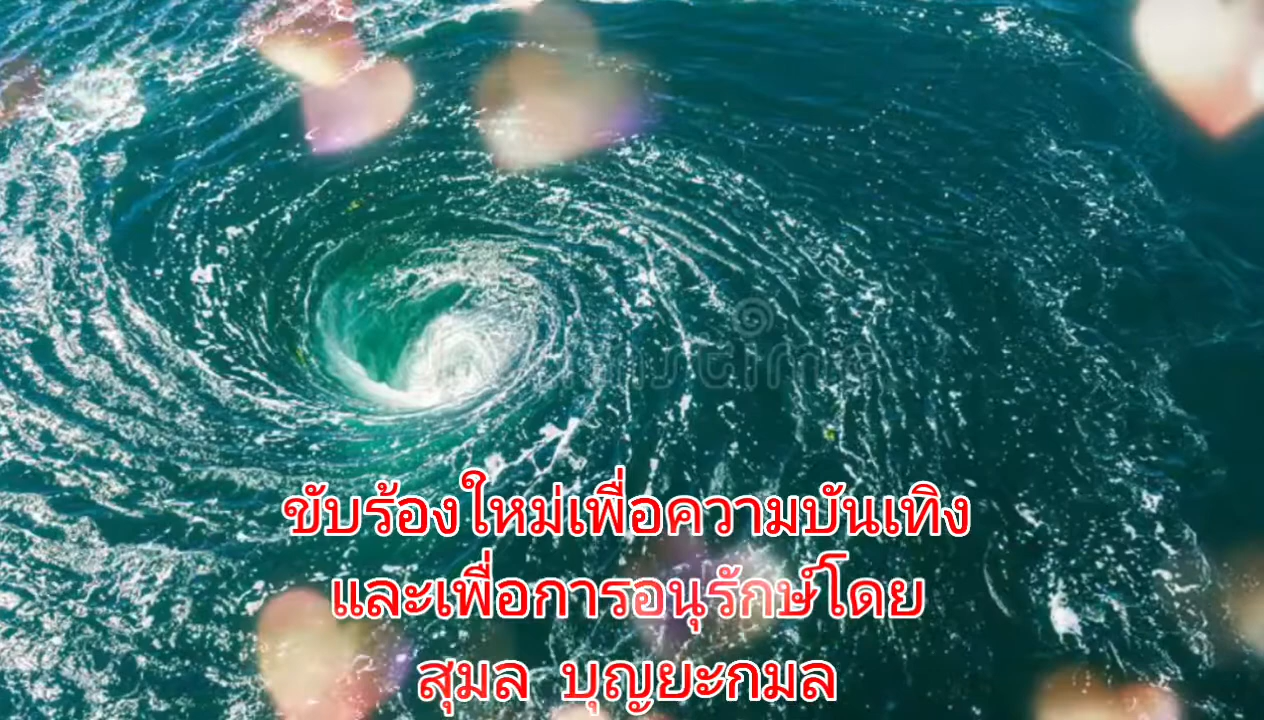 dreamstime
ขับร้องใหม่เพื่อความบันเทิง
และเพื่อการอนุรักษ์โดย
สุมล บุญยะกมล